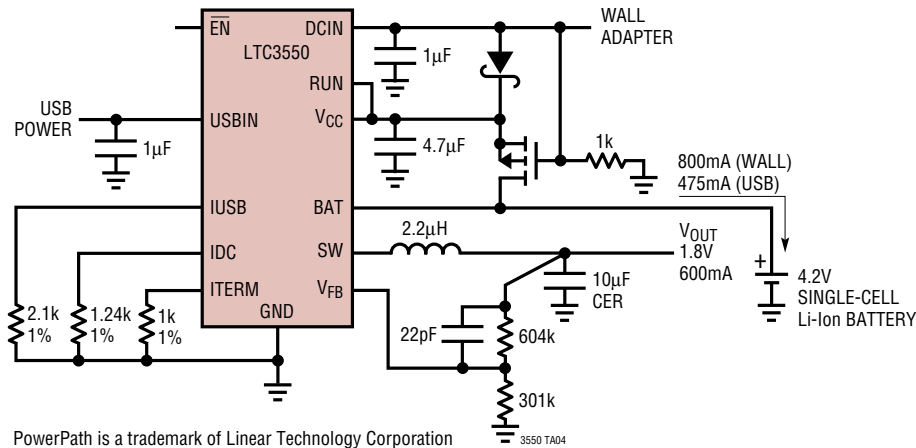 EN
DCIN
WALL
ADAPTER
LTC3550
1µF
RUN
USB
POWER
USBIN
VCC
1µF
4.7µF
1k
800mA (WALL)
475mA (USB)
IUSB
BAT
2.2µH
VOUT
1.8V
600mA
IDC
SW
+
4.2V
SINGLE-CELL
Li-Ion BATTERY
10µF
CER
ITERM
VFB
GND
2.1k
1%
1.24k
1%
1k
1%
22pF
604k
301k
PowerPath is a trademark of Linear Technology Corporation
3550 TA04